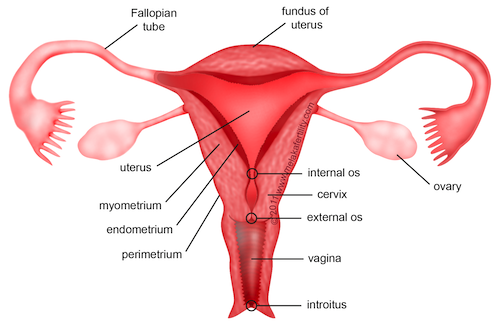 Fallopian
tube
fundus of
uterus
uterus
myometrium
endometrium
perimetrium
internal os
cervix
external os
vagina
introitus
ovary